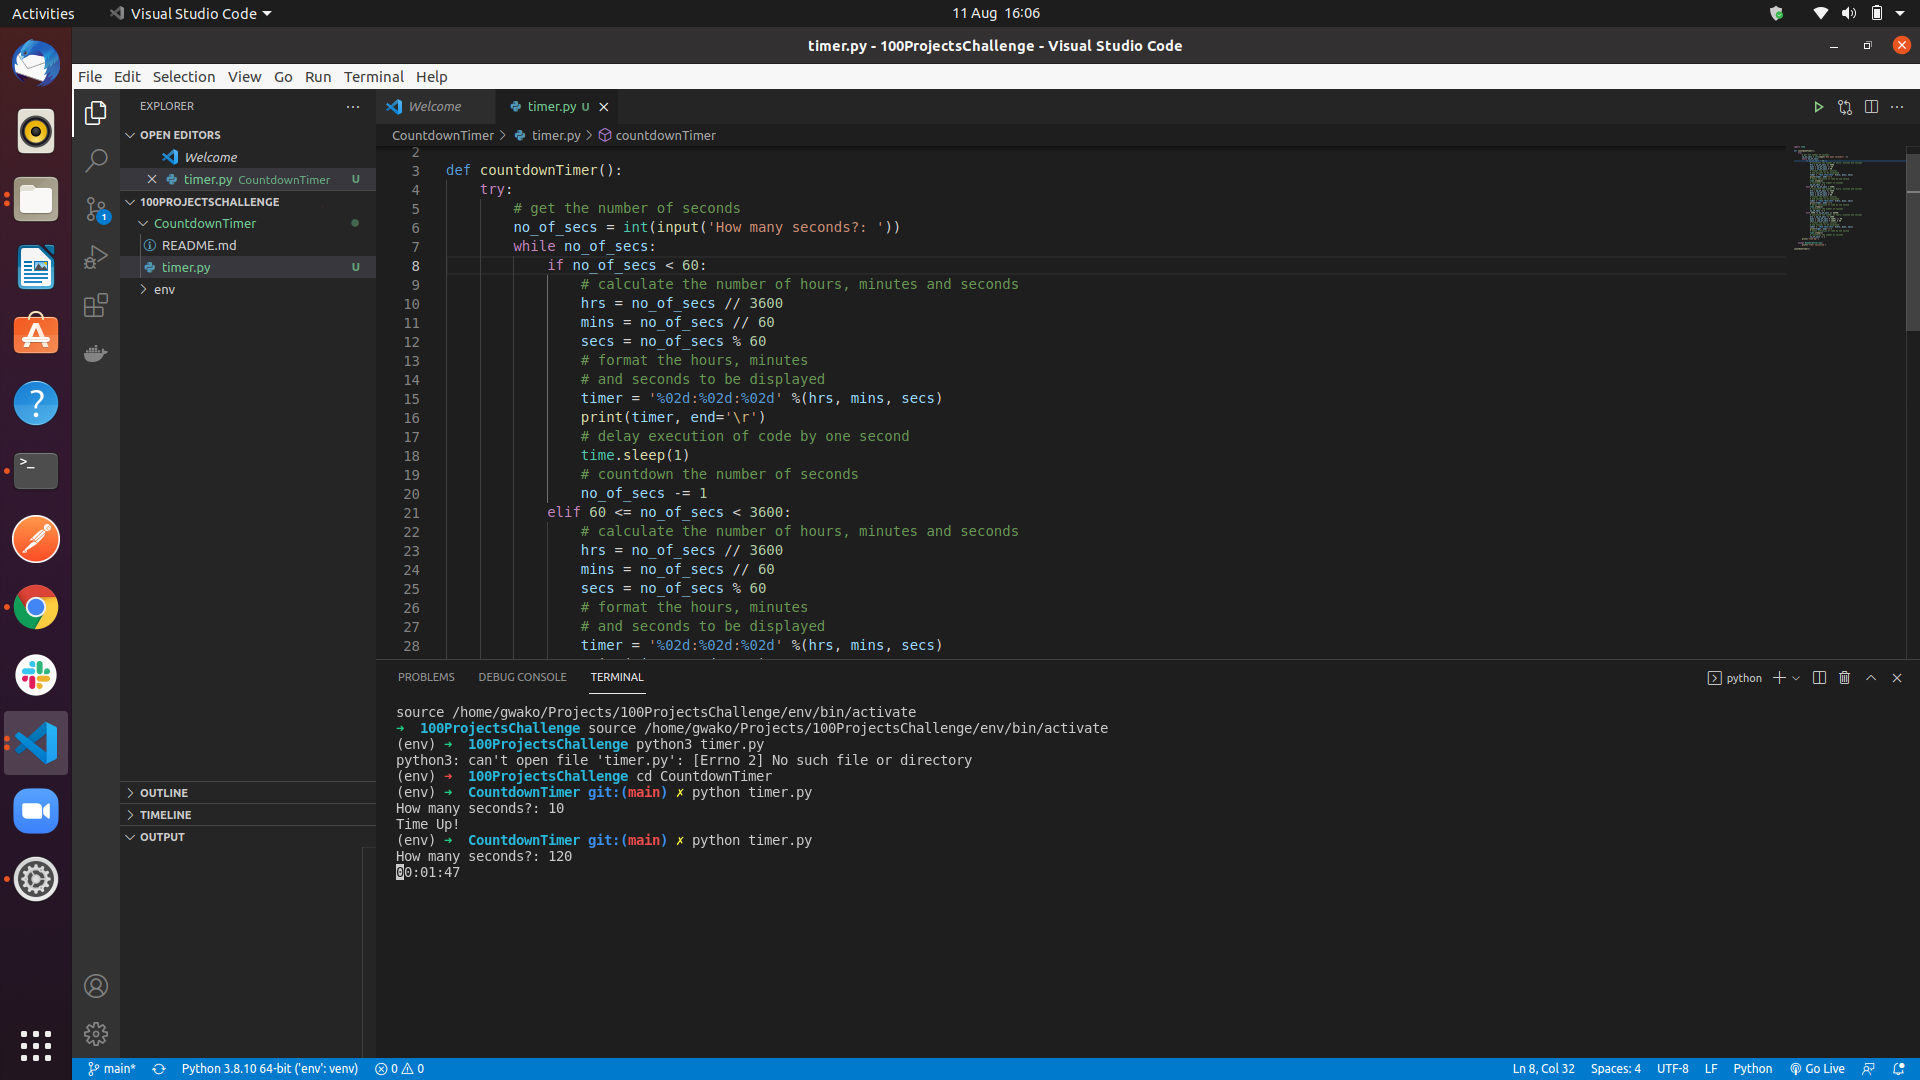 Activities
Visual Studio Code
11 Aug 16:06
timer.py - 100ProjectsChallenge - Visual Studio Code
File Edit Selection View Go Run Terminal Help
EXPLORER
OPEN EDITORS
Welcome
timer.py CountdownTimer U
100PROJECTSCHALLENGE
CountdownTimer
README.md
timer.py U
env
OUTLINE
TIMELINE
OUTPUT
1
Welcome
timer.py U
CountdownTimer > timer.py > countdownTimer
2
3 def countdownTimer():
4 try:
5 # get the number of seconds
6 no_of_secs = int(input('How many seconds?: '))
7 while no_of_secs:
8 if no_of_secs < 60:
9 # calculate the number of hours, minutes and seconds
10 hrs = no_of_secs // 3600
11 mins = no_of_secs // 60
12 secs = no_of_secs % 60
13 # format the hours, minutes
14 # and seconds to be displayed
15 timer = '%02d:%02d:%02d' %(hrs, mins, secs)
16 print(timer, end='\r')
17 # delay execution of code by one second
18 time.sleep(1)
19 # countdown the number of seconds
20 no_of_secs -= 1
21 elif 60 <= no_of_secs < 3600:
22 # calculate the number of hours, minutes and seconds
23 hrs = no_of_secs // 3600
24 mins = no_of_secs // 60
25 secs = no_of_secs % 60
26 # format the hours, minutes
27 # and seconds to be displayed
28 timer = '%02d:%02d:%02d' %(hrs, mins, secs)
PROBLEMS DEBUG CONSOLE TERMINAL
python
source /home/gwako/Projects/100ProjectsChallenge/env/bin/activate
➜ 100ProjectsChallenge source /home/gwako/Projects/100ProjectsChallenge/env/bin/activate
(env) ➜ 100ProjectsChallenge python3 timer.py
python3: can't open file 'timer.py': [Errno 2] No such file or directory
(env) ➜ 100ProjectsChallenge cd CountdownTimer
(env) ➜ CountdownTimer git:(main) ✗ python timer.py
How many seconds?: 10
Time Up!
(env) ➜ CountdownTimer git:(main) ✗ python timer.py
How many seconds?: 120
00:01:47
main* Python 3.8.10 64-bit ('env': venv) 0 0
Ln 8, Col 32 Spaces: 4 UTF-8 LF Python Go Live